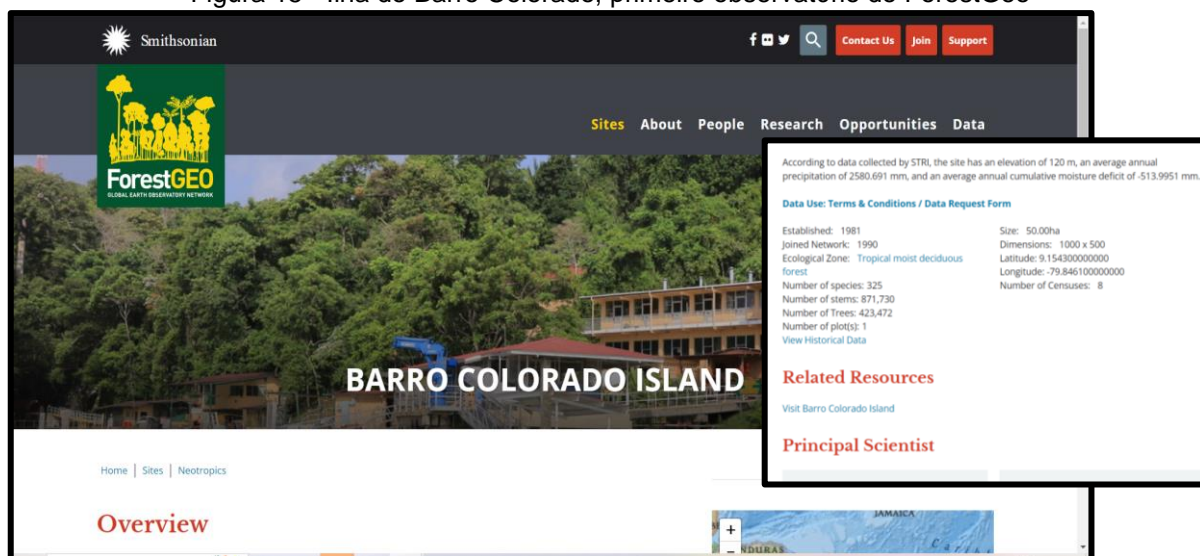 Figura 18 - Ilha de Barro Colorado, primeiro observatório do ForestGeo
Smithsonian
Contact Us
Join
Support
ForestGEO
GLOBAL EARTH OBSERVATORY NETWORK
Sites About People Research Opportunities Data
BARRO COLORADO ISLAND
Home | Sites | Neotropics
Overview
JAMAICA
NDURAS
+
According to data collected by STRI, the site has an elevation of 120 m, an average annual
precipitation of 2580.691 mm, and an average annual cumulative moisture deficit of -513.9951 mm.
Data Use: Terms & Conditions / Data Request Form
Established: 1981
Joined Network: 1990
Ecological Zone: Tropical moist deciduous
forest
Number of species: 325
Number of stems: 871,730
Number of Trees: 423,472
Number of plot(s): 1
View Historical Data
Size: 50.00ha
Dimensions: 1000 x 500
Latitude: 9.154300000000
Longitude: -79.846100000000
Number of Censuses: 8
Related Resources
Visit Barro Colorado Island
Principal Scientist